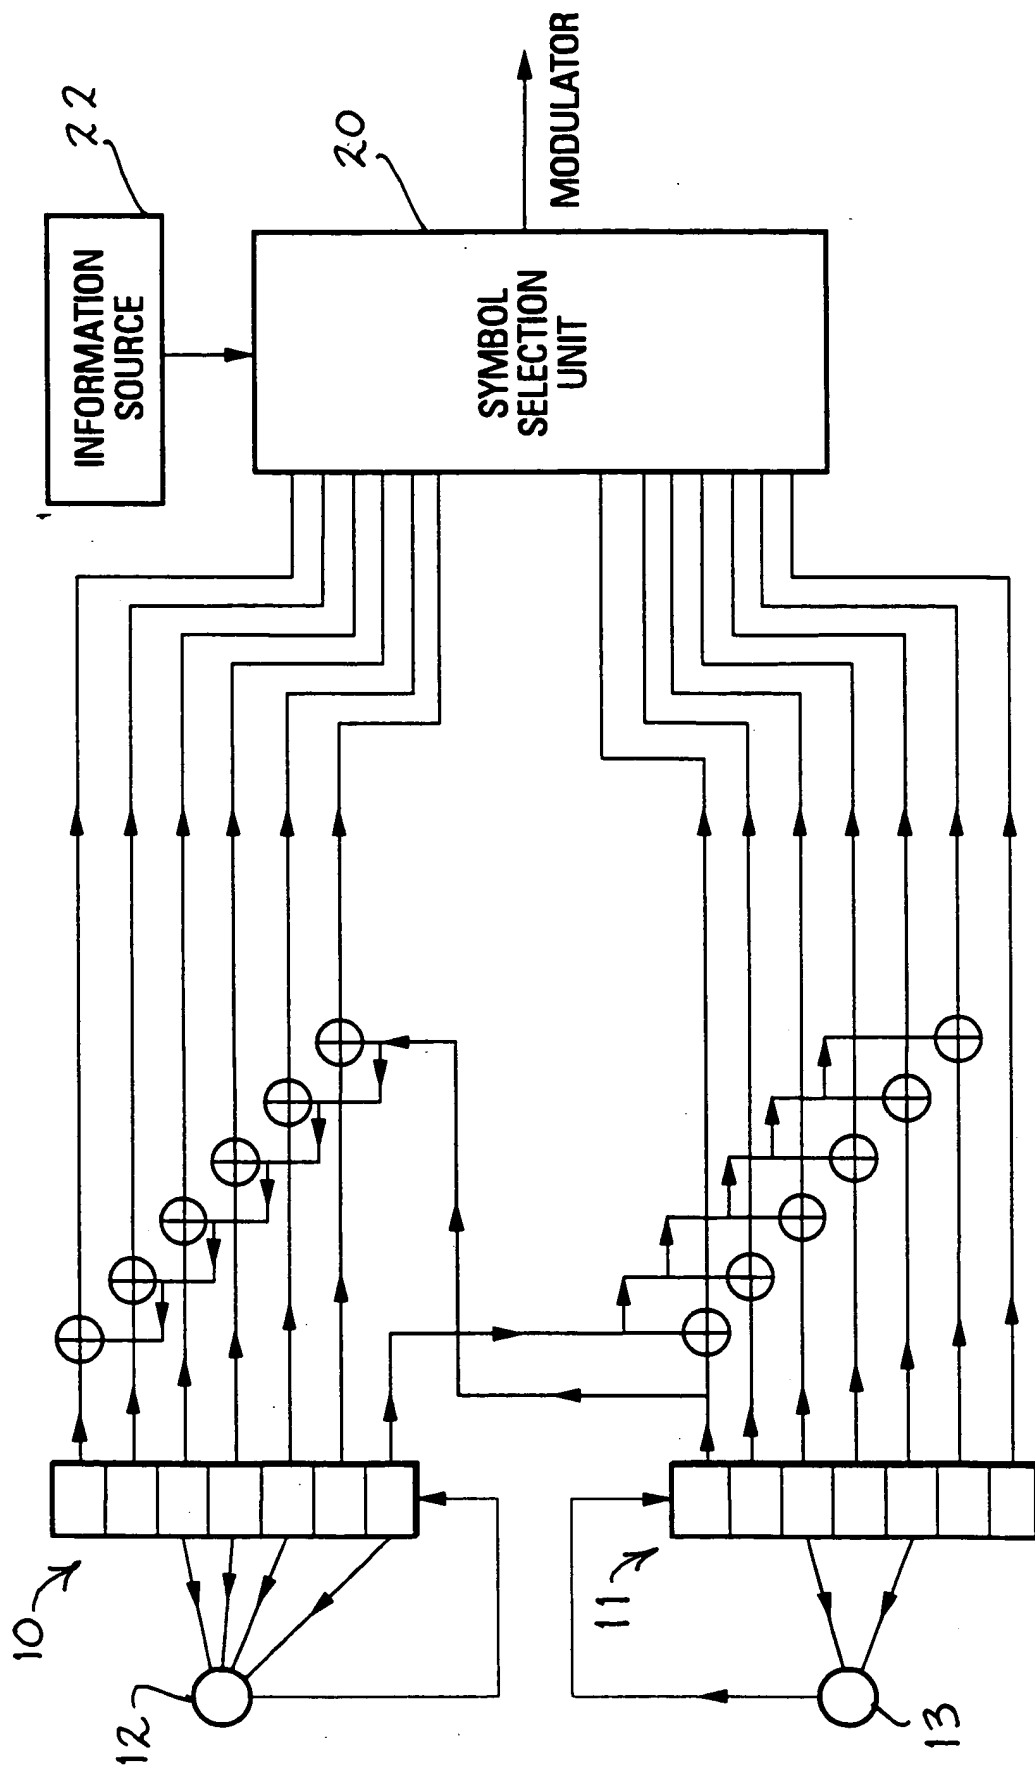 22
INFORMATION
SOURCE
20
SYMBOL
SELECTION
UNIT
MODULATOR
10
12
11
13